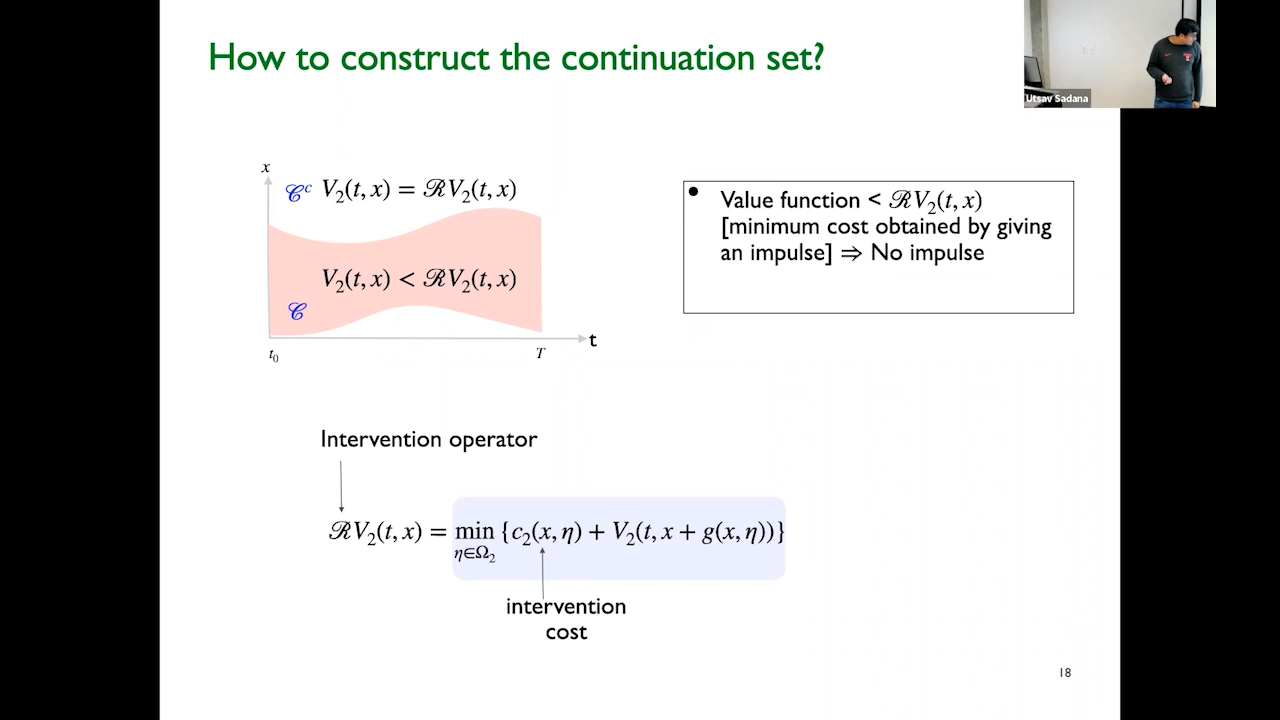 How to construct the continuation set?
Utsav Sadana
x
𝒞ᶜ V₂(t, x) = ℛV₂(t, x)
V₂(t, x) < ℛV₂(t, x)
𝒞
t
t₀
T
• Value function < ℛV₂(t, x)
[minimum cost obtained by giving
an impulse] ⇒ No impulse
Intervention operator
ℛV₂(t, x) = min {c₂(x, η) + V₂(t, x + g(x, η))}
η∈Ω₂
intervention
cost
18